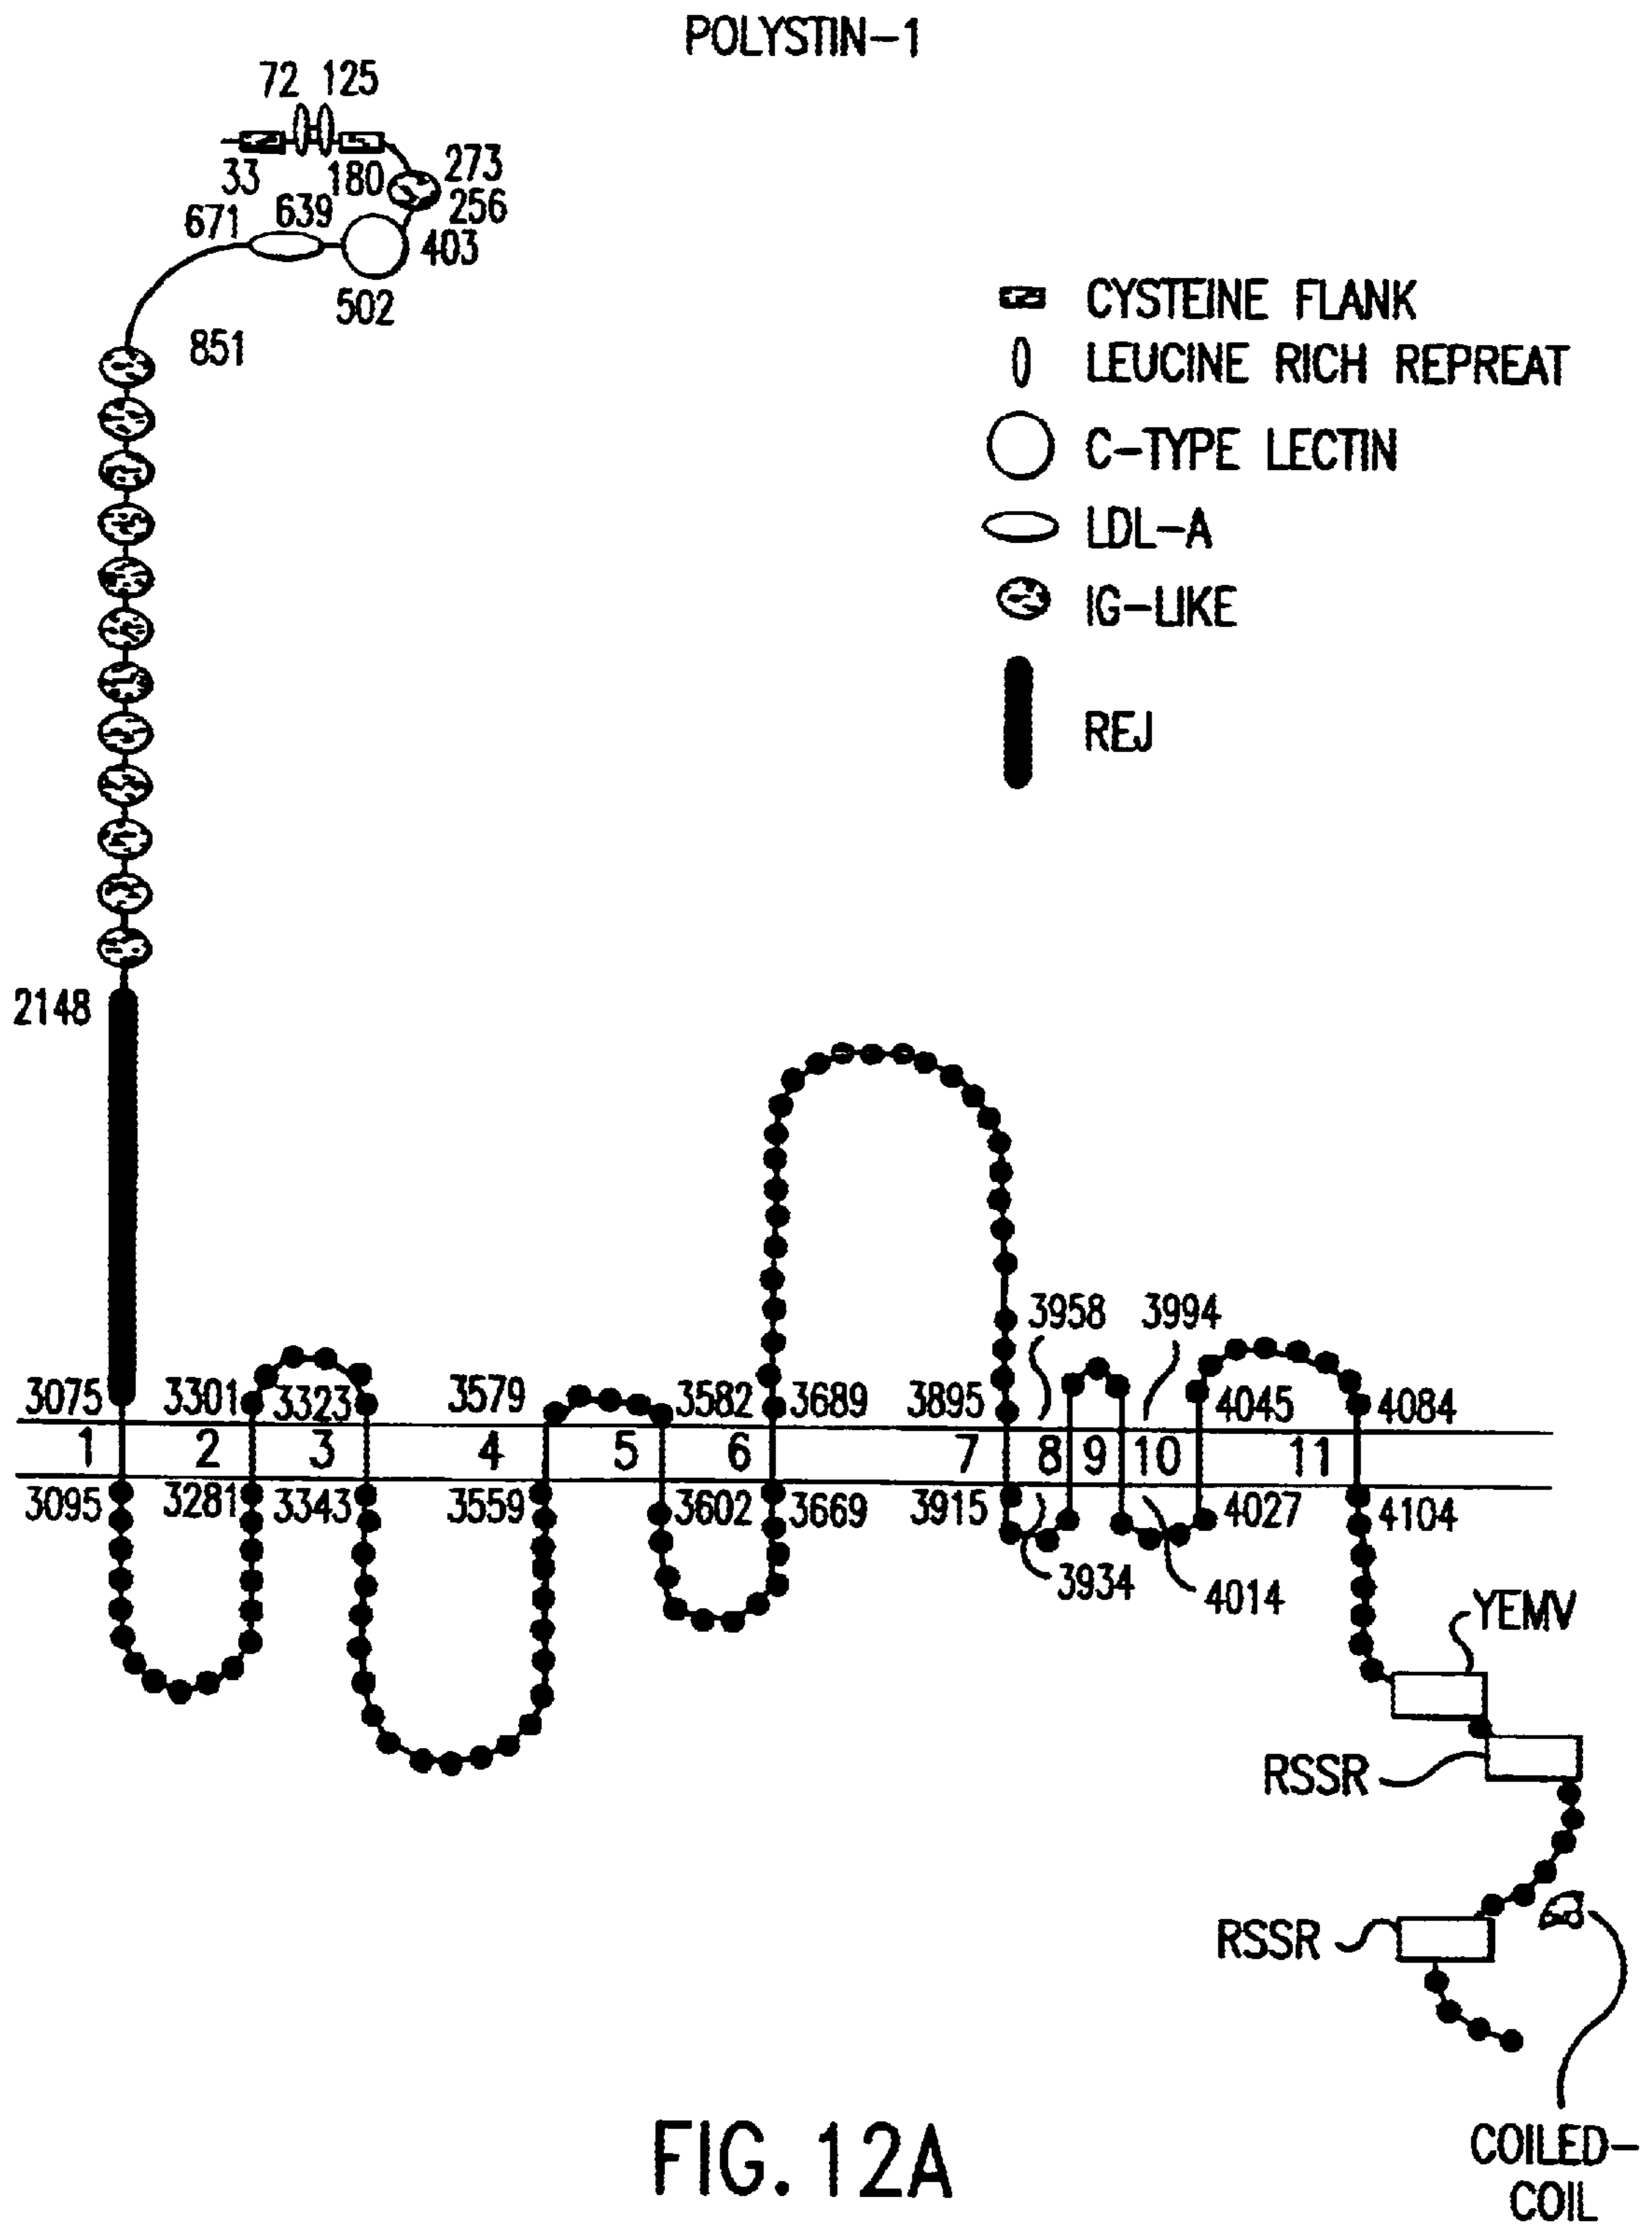 POLYSTIN-1
72 125
33 180 273
256
671 639 403
502
851
CYSTEINE FLANK
LEUCINE RICH REPREAT
C-TYPE LECTIN
LDL-A
IG-LIKE
REJ
2148
3958 3994
3075 3301 3323 3579 3582 3689 3895 4045 4084
1 2 3 4 5 6 7 8 9 10 11
3095 3281 3343 3559 3602 3669 3915 4027 4104
3934 4014
YEMV
RSSR
RSSR
COILED-
COIL
FIG. 12A